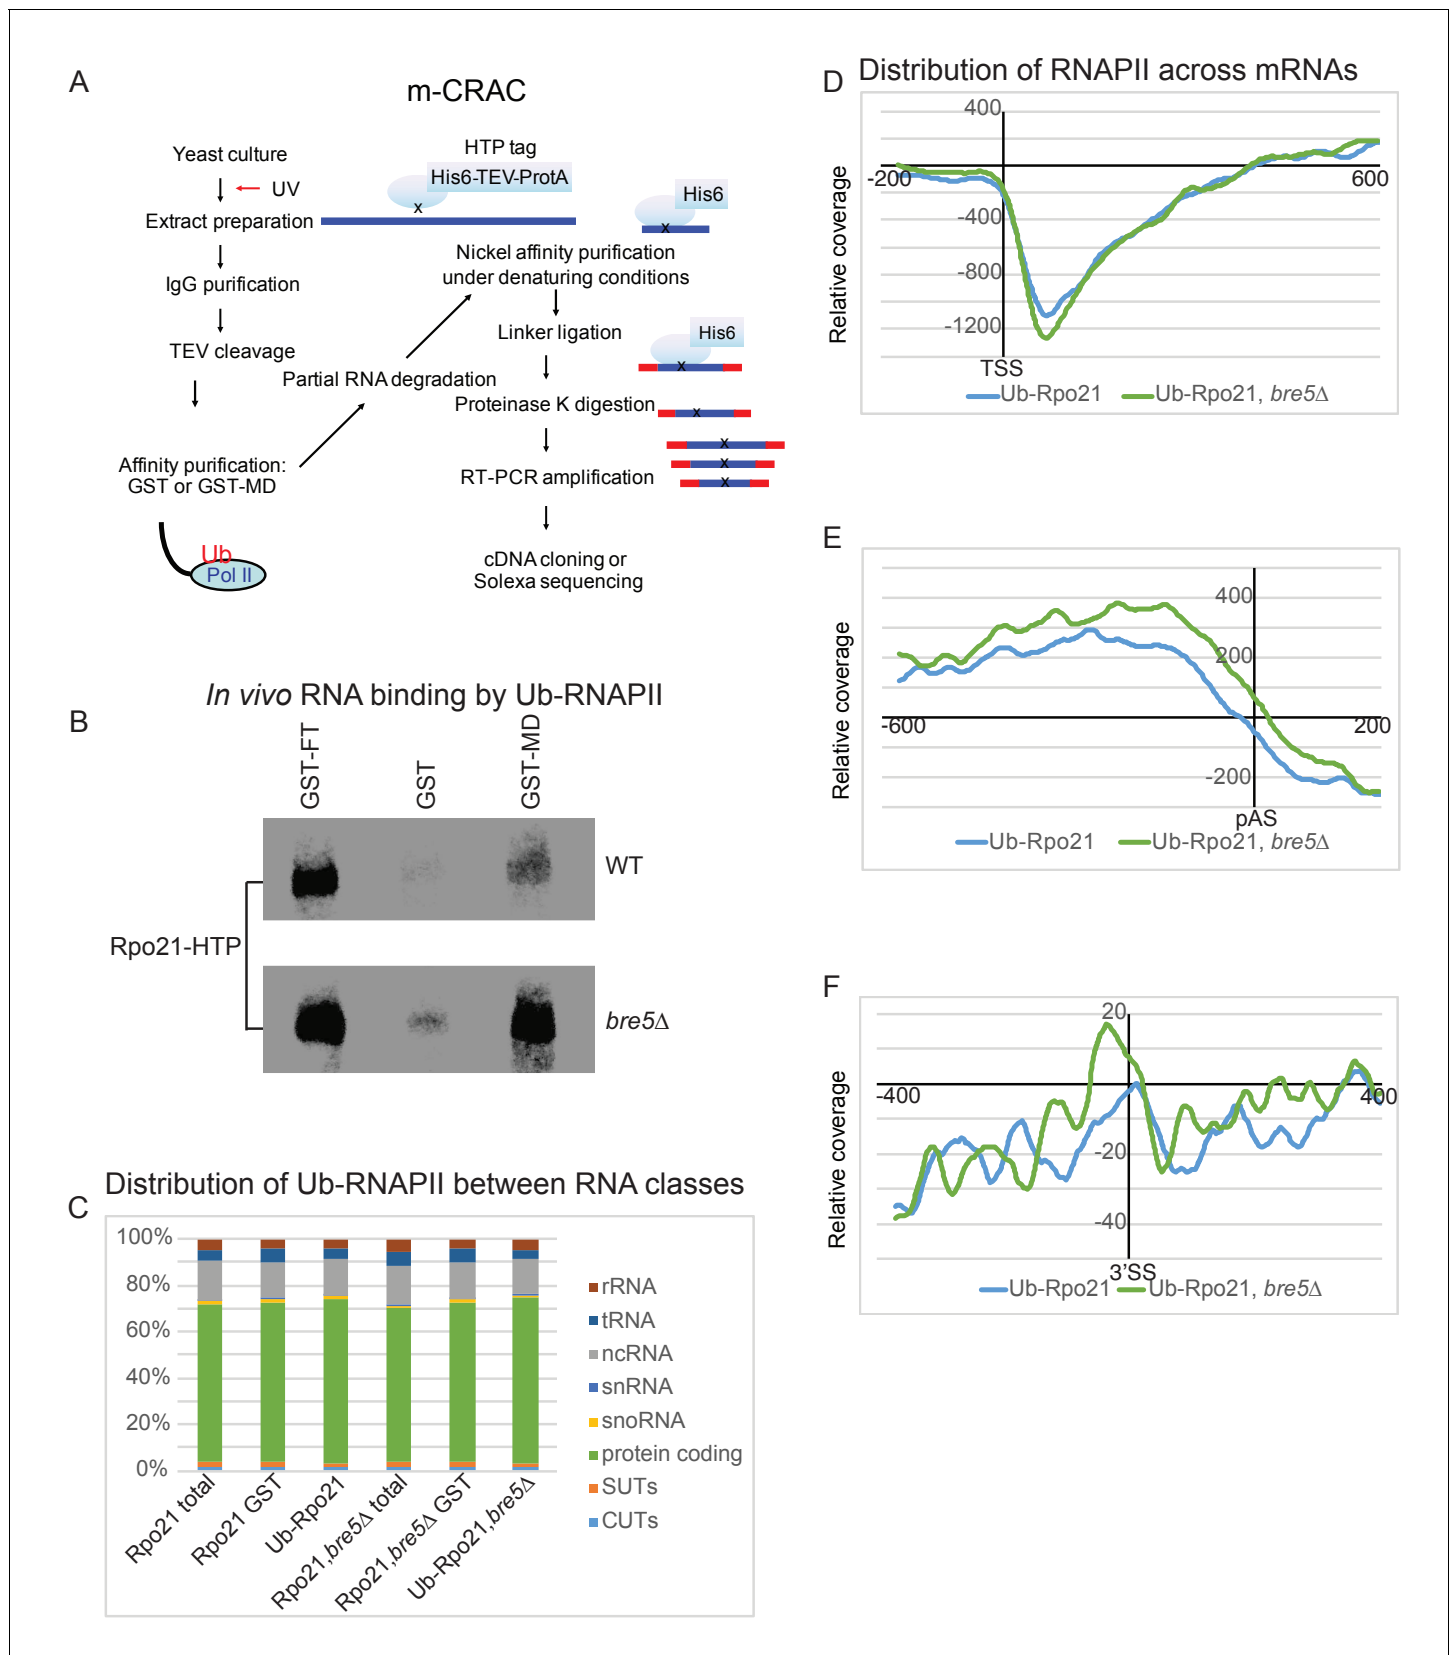 A
m-CRAC
Yeast culture
UV
Extract preparation
IgG purification
TEV cleavage
Partial RNA degradation
Affinity purification:
GST or GST-MD
Ub
Pol II
HTP tag
His6-TEV-ProtA
x
His6
x
Nickel affinity purification
under denaturing conditions
Linker ligation
His6
x
Proteinase K digestion
x
x
RT-PCR amplification
x
x
cDNA cloning or
Solexa sequencing
B
In vivo RNA binding by Ub-RNAPII
GST-FT
GST
GST-MD
WT
Rpo21-HTP
bre5Δ
C
Distribution of Ub-RNAPII between RNA classes
100%
80%
60%
40%
20%
0%
Rpo21 total
Rpo21 GST
Ub-Rpo21
Rpo21,bre5Δ total
Rpo21,bre5Δ GST
Ub-Rpo21,bre5Δ
rRNA
tRNA
ncRNA
snRNA
snoRNA
protein coding
SUTs
CUTs
D
Distribution of RNAPII across mRNAs
Relative coverage
400
-200
600
-400
-800
-1200
TSS
Ub-Rpo21
Ub-Rpo21, bre5Δ
E
Relative coverage
400
200
-600
200
-200
pAS
Ub-Rpo21
Ub-Rpo21, bre5Δ
F
Relative coverage
20
-400
400
-20
-40
3'SS
Ub-Rpo21
Ub-Rpo21, bre5Δ